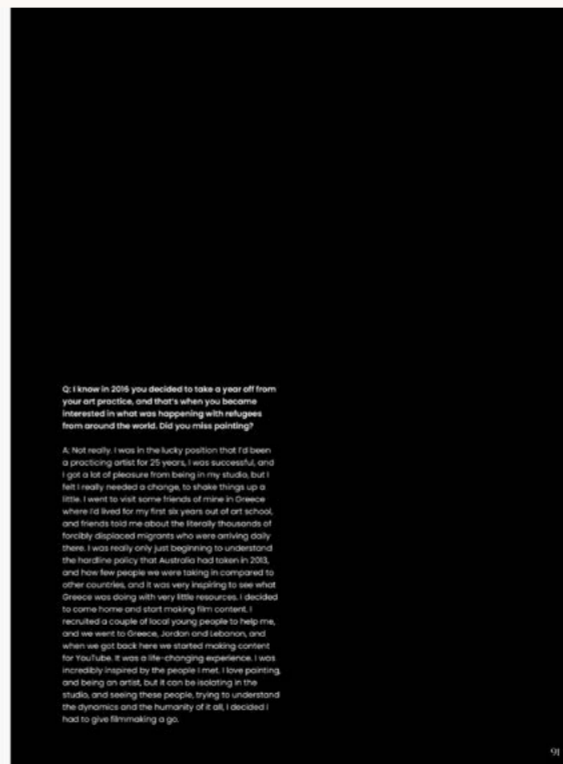 Q: I know in 2016 you decided to take a year off from
your art practice, and that's when you became
interested in what was happening with refugees
from around the world. Did you miss painting?
A: Not really. I was in the lucky position that I'd been
a practicing artist for 25 years, I was successful, and
I got a lot of pleasure from being in my studio, but I
felt I really needed a change, to shake things up a
little. I went to visit some friends of mine in Greece
where I'd lived for my first six years out of art school,
and friends told me about the literally thousands of
forcibly displaced migrants who were arriving daily
there. I was really only just beginning to understand
the hardline policy that Australia had taken in 2013,
and how few people we were taking in compared to
other countries, and it was very inspiring to see what
Greece was doing with very little resources. I decided
to come home and start making film content. I
recruited a couple of local young people to help me,
and we went to Greece, Jordan and Lebanon, and
when we got back here we started making content
for YouTube. It was a life-changing experience. I was
incredibly inspired by the people I met. I love painting,
and being an artist, but it can be isolating in the
studio, and seeing these people, trying to understand
the dynamics and the humanity of it all, I decided I
had to give filmmaking a go.
91